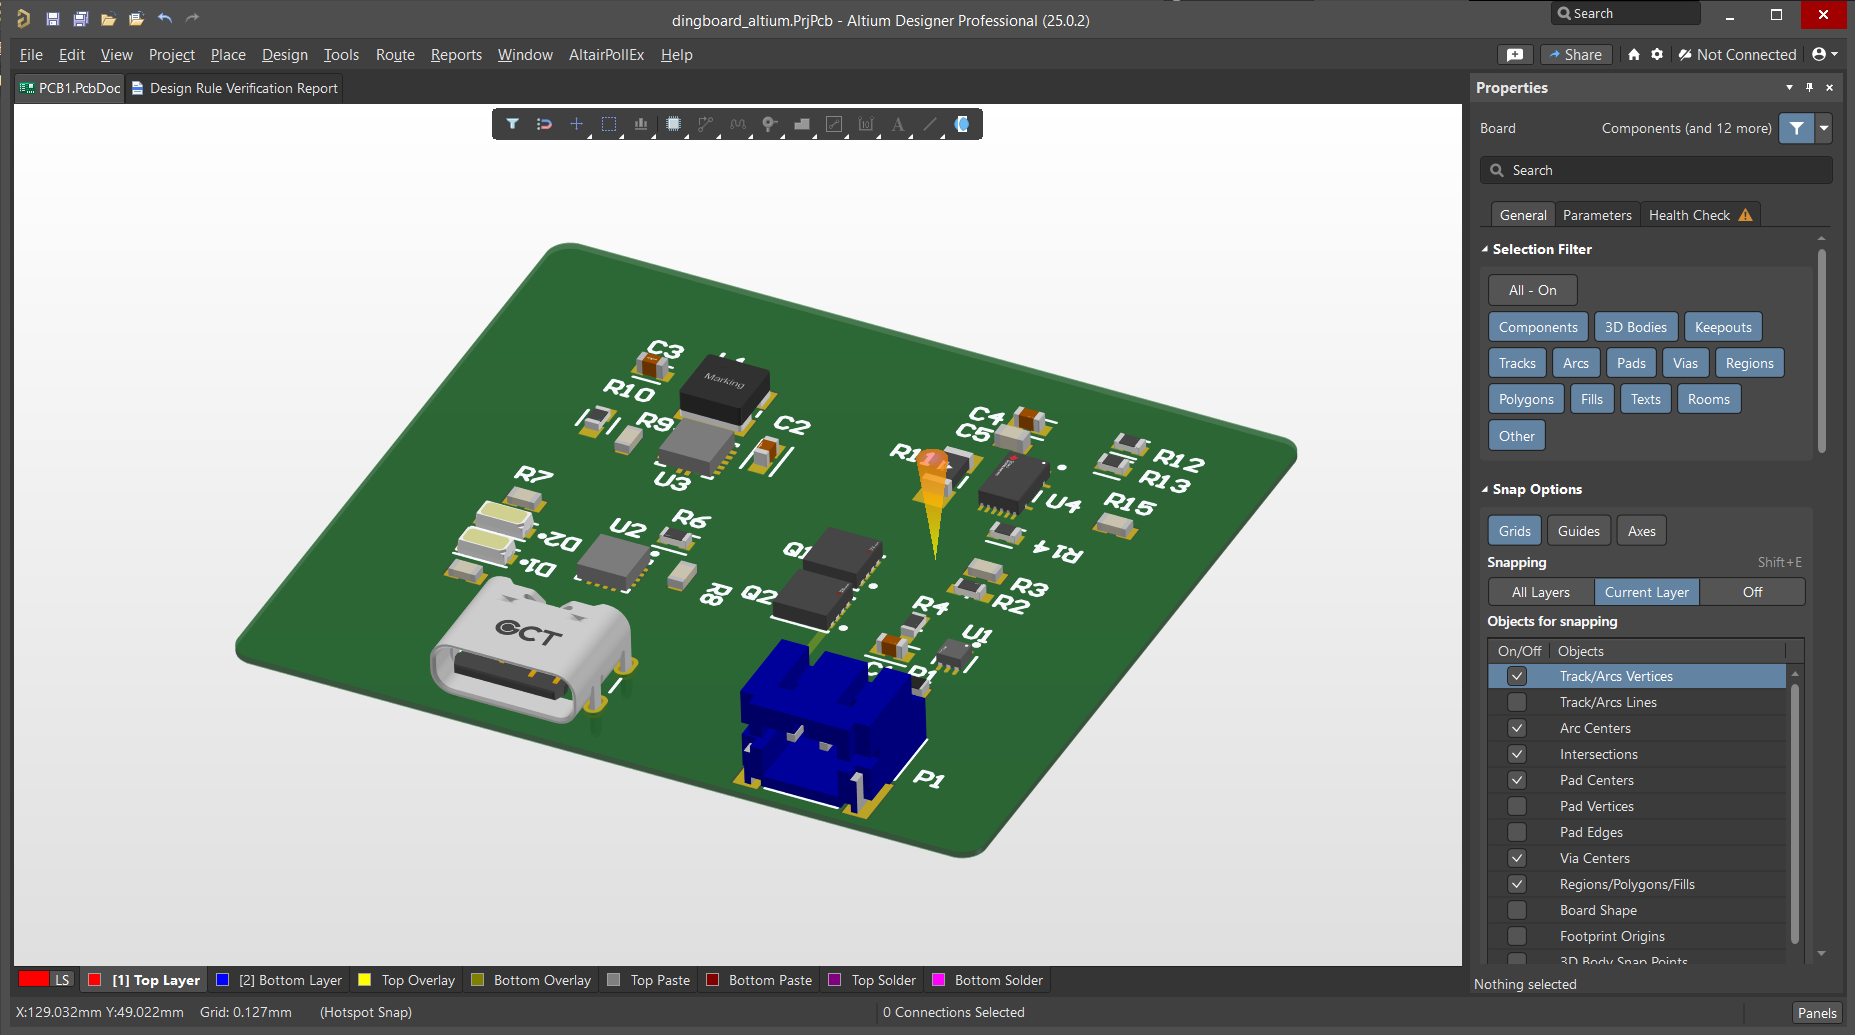 dingboard_altium.PrjPcb - Altium Designer Professional (25.0.2)
Search
File Edit View Project Place Design Tools Route Reports Window AltairPollEx Help
Share
Not Connected
PCB1.PcbDoc
Design Rule Verification Report
Properties
Board
Components (and 12 more)
Search
General
Parameters
Health Check
Selection Filter
All - On
Components
3D Bodies
Keepouts
Tracks
Arcs
Pads
Vias
Regions
Polygons
Fills
Texts
Rooms
Other
Snap Options
Grids
Guides
Axes
Snapping
Shift+E
All Layers
Current Layer
Off
Objects for snapping
On/Off
Objects
Track/Arcs Vertices
Track/Arcs Lines
Arc Centers
Intersections
Pad Centers
Pad Vertices
Pad Edges
Via Centers
Regions/Polygons/Fills
Board Shape
Footprint Origins
3D Body Snap Points
Nothing selected
C3
Marking
R10
R9
C2
U3
C4
C5
R12
R13
U4
R15
R14
R7
D2
D1
U2
R6
R8
Q1
Q2
R3
R2
R4
U1
R1
P1
GCT
LS
[1] Top Layer
[2] Bottom Layer
Top Overlay
Bottom Overlay
Top Paste
Bottom Paste
Top Solder
Bottom Solder
X:129.032mm Y:49.022mm
Grid: 0.127mm
(Hotspot Snap)
0 Connections Selected
Panels